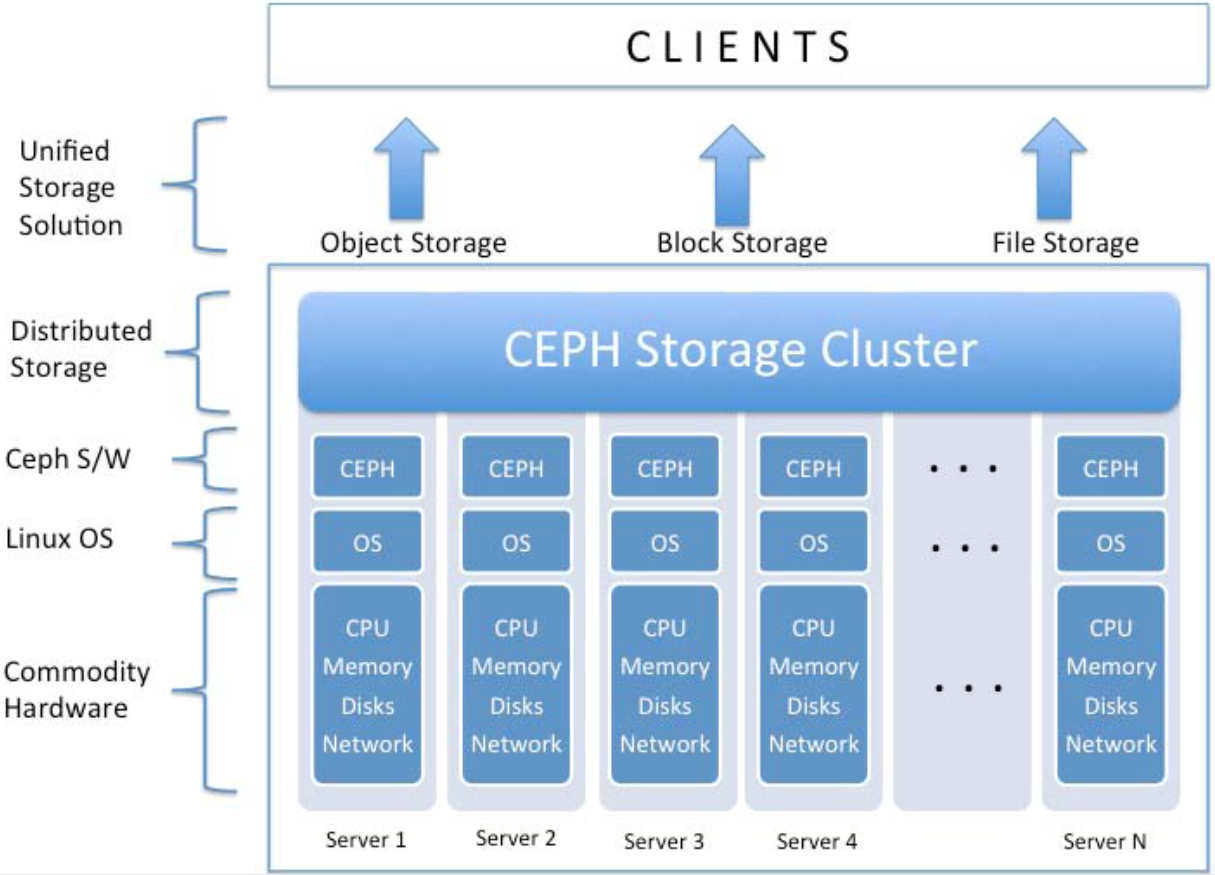 C L I E N T S
Unified
Storage
Solution
Object Storage
Block Storage
File Storage
Distributed
Storage
CEPH Storage Cluster
Ceph S/W
CEPH
CEPH
CEPH
CEPH
. . .
CEPH
Linux OS
OS
OS
OS
OS
. . .
OS
Commodity
Hardware
CPU
Memory
Disks
Network
CPU
Memory
Disks
Network
CPU
Memory
Disks
Network
CPU
Memory
Disks
Network
. . .
CPU
Memory
Disks
Network
Server 1
Server 2
Server 3
Server 4
Server N